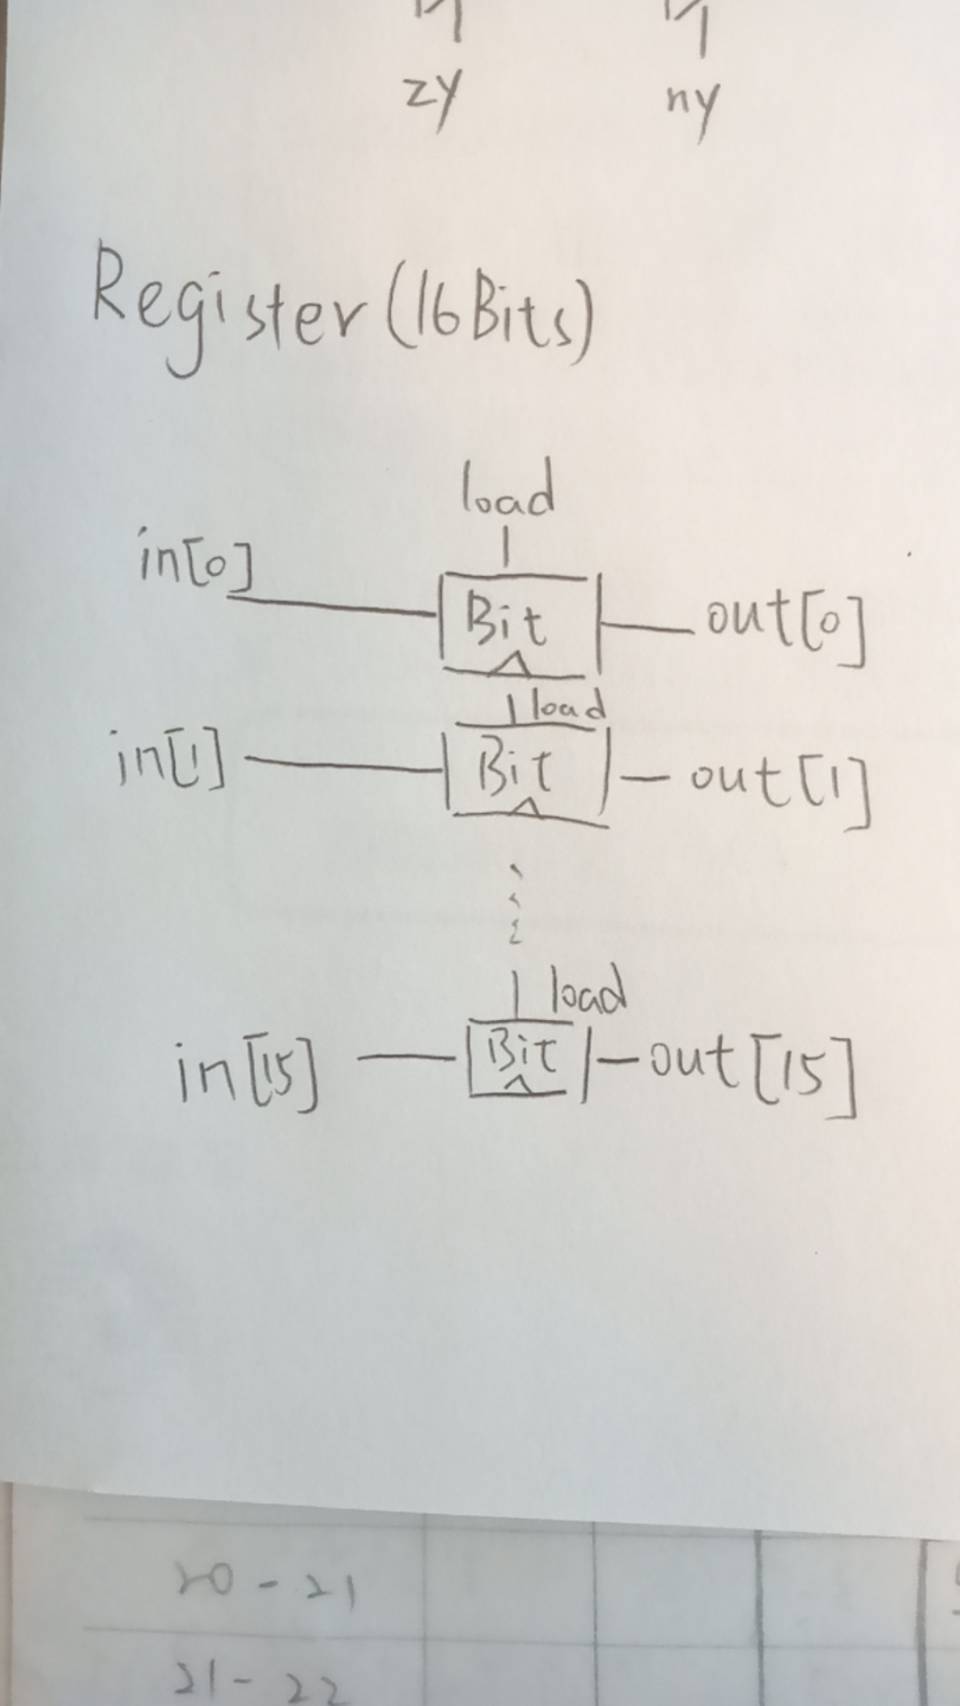 zy ny
Register (16Bits)
load
in[0] Bit out[0]
load
in[1] Bit out[1]
load
in[15] Bit out[15]
20-21
21-22